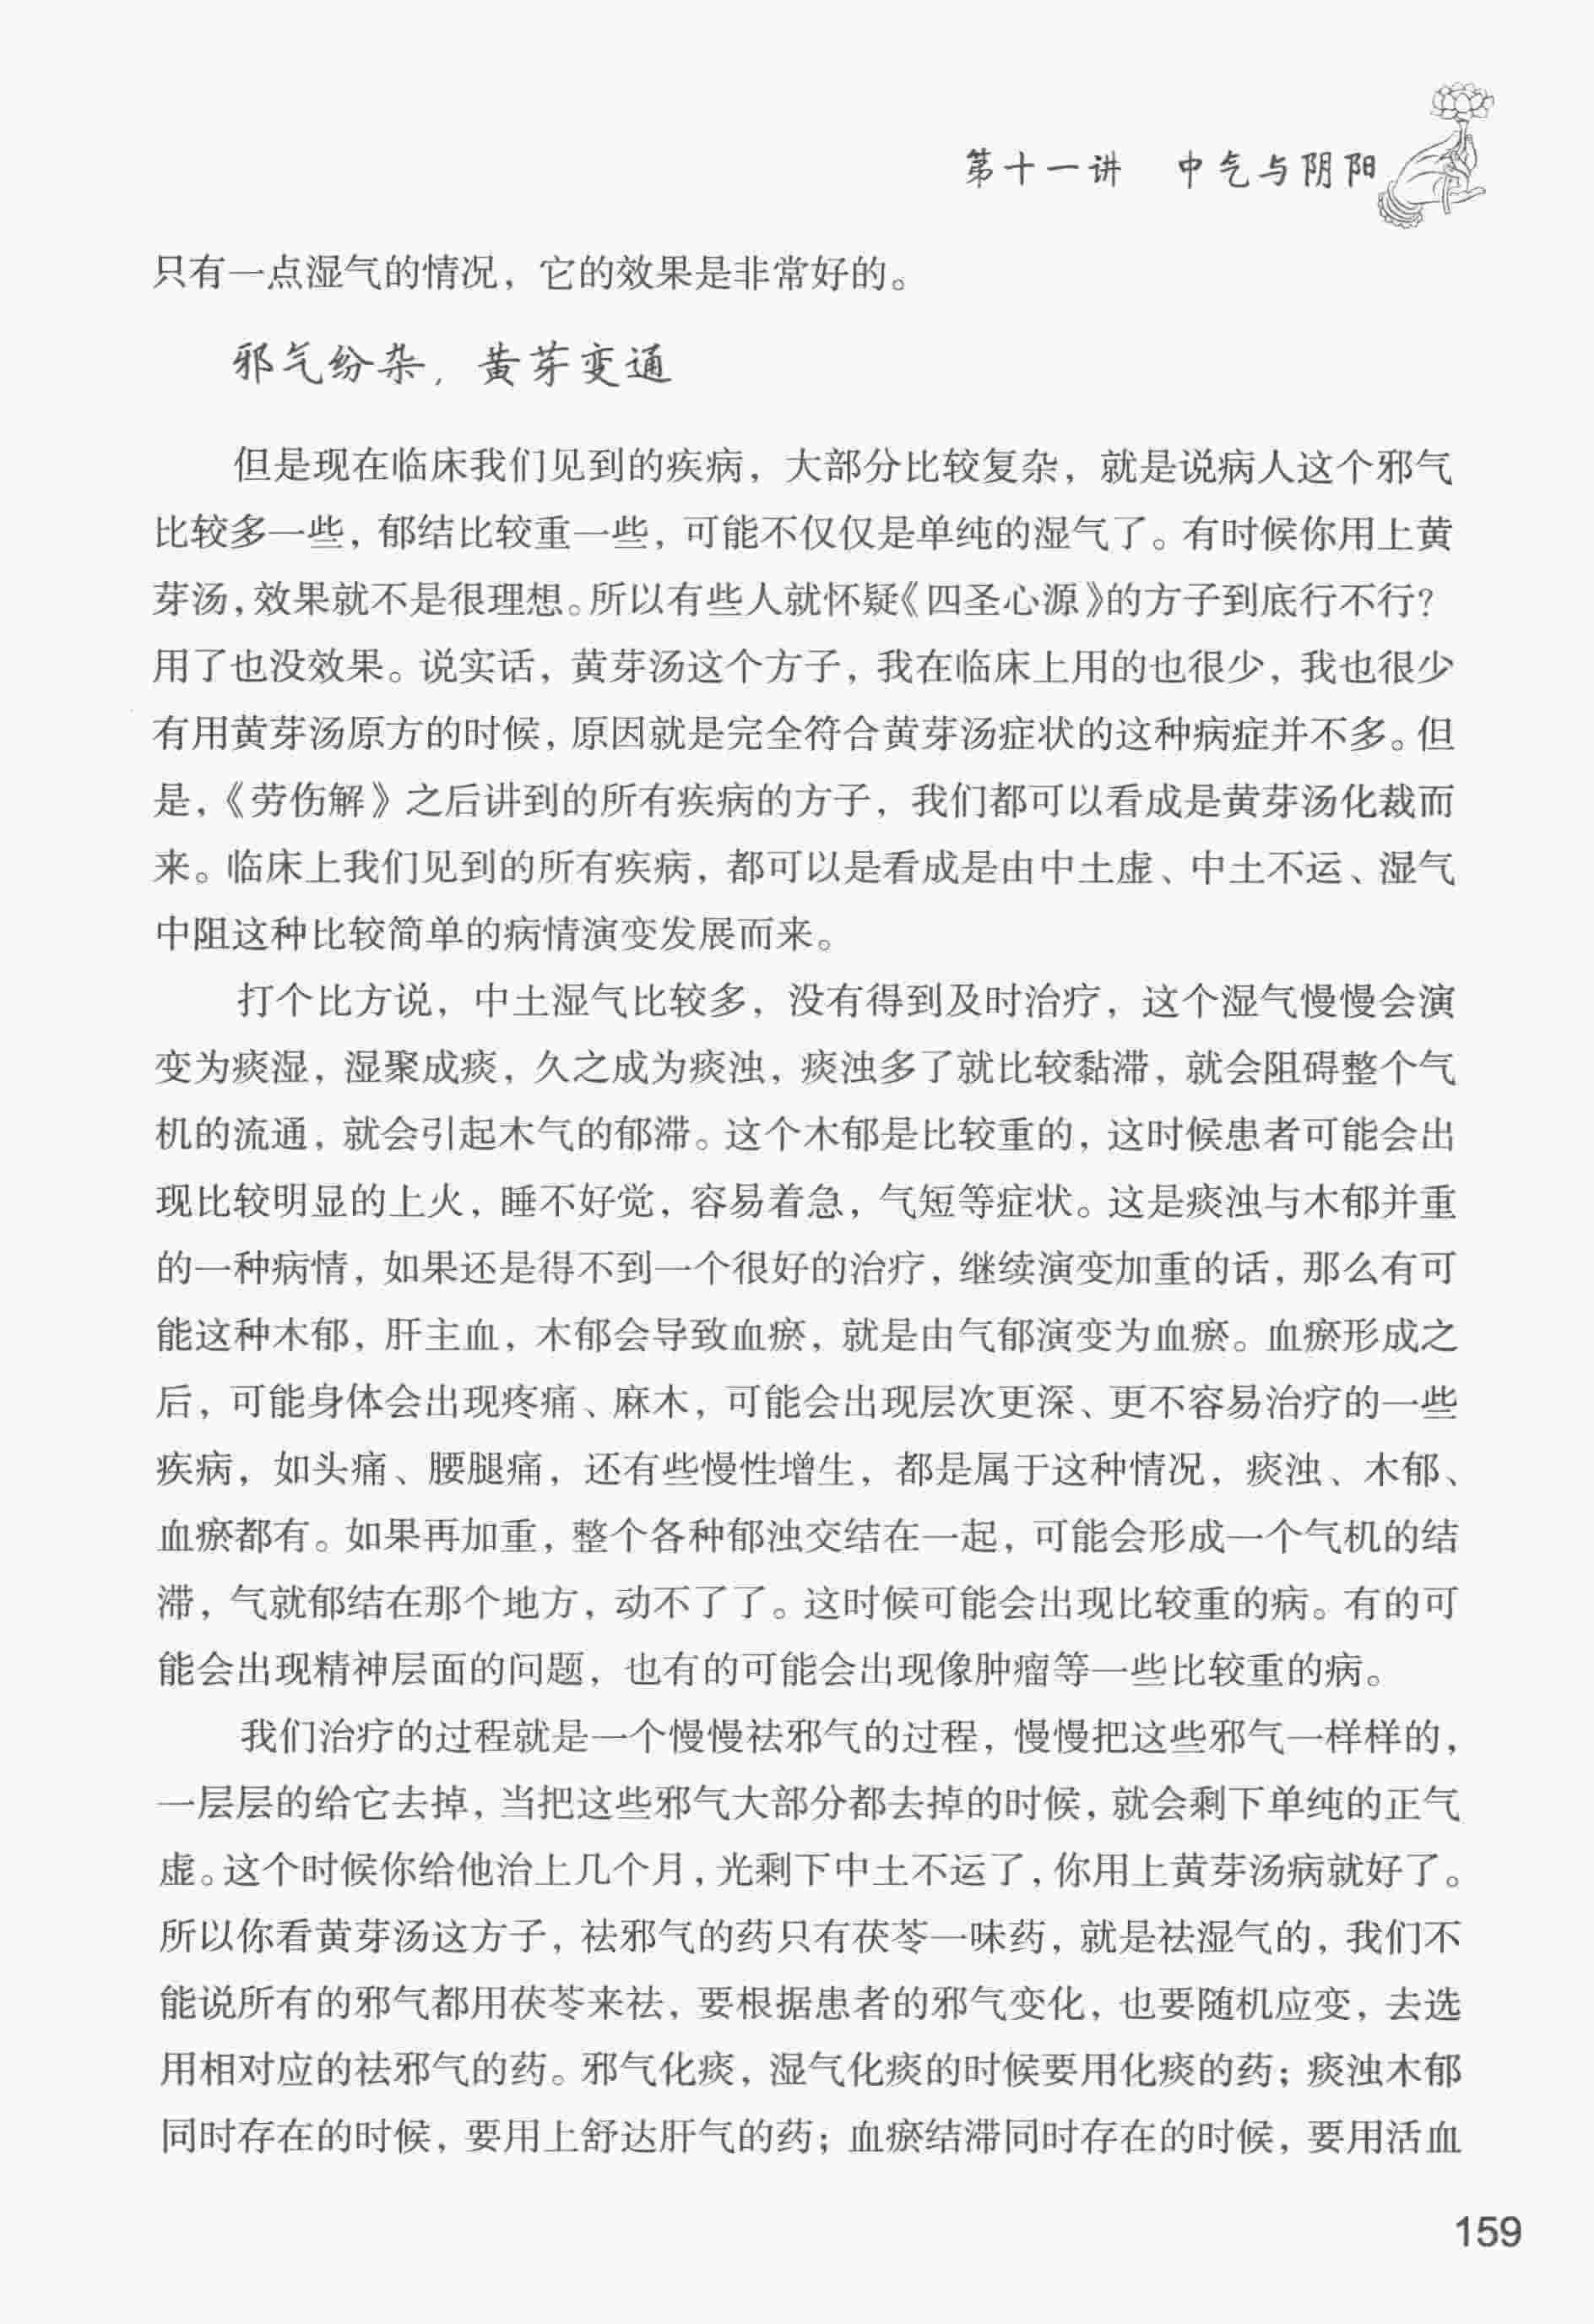 第十一讲 中气与阴阳
只有一点湿气的情况，它的效果是非常好的。
邪气纷杂，黄芽变通
但是现在临床我们见到的疾病，大部分比较复杂，就是说病人这个邪气
比较多一些，郁结比较重一些，可能不仅仅是单纯的湿气了。有时候你用上黄
芽汤，效果就不是很理想。所以有些人就怀疑《四圣心源》的方子到底行不行？
用了也没效果。说实话，黄芽汤这个方子，我在临床上用的也很少，我也很少
有用黄芽汤原方的时候，原因就是完全符合黄芽汤症状的这种病症并不多。但
是，《劳伤解》之后讲到的所有疾病的方子，我们都可以看成是黄芽汤化裁而
来。临床上我们见到的所有疾病，都可以是看成是由中土虚、中土不运、湿气
中阻这种比较简单的病情演变发展而来。
打个比方说，中土湿气比较多，没有得到及时治疗，这个湿气慢慢会演
变为痰湿，湿聚成痰，久之成为痰浊，痰浊多了就比较黏滞，就会阻碍整个气
机的流通，就会引起木气的郁滞。这个木郁是比较重的，这时候患者可能会出
现比较明显的上火，睡不好觉，容易着急，气短等症状。这是痰浊与木郁并重
的一种病情，如果还是得不到一个很好的治疗，继续演变加重的话，那么有可
能这种木郁，肝主血，木郁会导致血瘀，就是由气郁演变为血瘀。血瘀形成之
后，可能身体会出现疼痛、麻木，可能会出现层次更深、更不容易治疗的一些
疾病，如头痛、腰腿痛，还有些慢性增生，都是属于这种情况，痰浊、木郁、
血瘀都有。如果再加重，整个各种郁浊交结在一起，可能会形成一个气机的结
滞，气就郁结在那个地方，动不了了。这时候可能会出现比较重的病。有的可
能会出现精神层面的问题，也有的可能会出现像肿瘤等一些比较重的病。
我们治疗的过程就是一个慢慢祛邪气的过程，慢慢把这些邪气一样样的，
一层层的给它去掉，当把这些邪气大部分都去掉的时候，就会剩下单纯的正气
虚。这个时候你给他治上几个月，光剩下中土不运了，你用上黄芽汤病就好了。
所以你看黄芽汤这方子，祛邪气的药只有茯苓一味药，就是祛湿气的，我们不
能说所有的邪气都用茯苓来祛，要根据患者的邪气变化，也要随机应变，去选
用相对应的祛邪气的药。邪气化痰，湿气化痰的时候要用化痰的药；痰浊木郁
同时存在的时候，要用上舒达肝气的药；血瘀结滞同时存在的时候，要用活血
159